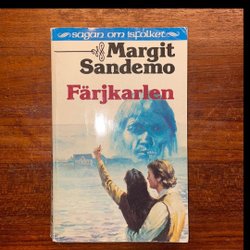 sagan om isfolket
Margit
Sandemo
Färjkarlen